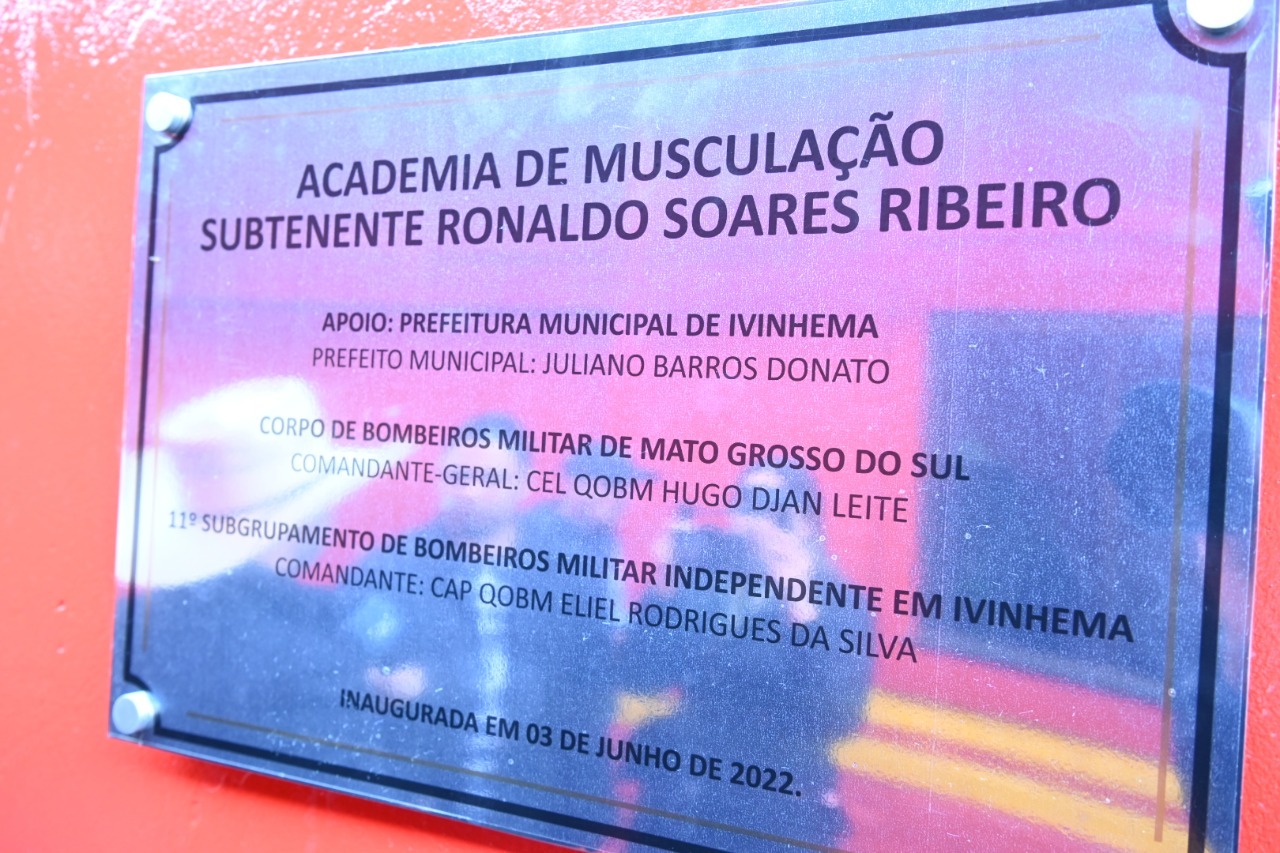 ACADEMIA DE MUSCULAÇÃO
SUBTENENTE RONALDO SOARES RIBEIRO
APOIO: PREFEITURA MUNICIPAL DE IVINHEMA
PREFEITO MUNICIPAL: JULIANO BARROS DONATO
CORPO DE BOMBEIROS MILITAR DE MATO GROSSO DO SUL
COMANDANTE-GERAL: CEL QOBM HUGO DJAN LEITE
11º SUBGRUPAMENTO DE BOMBEIROS MILITAR INDEPENDENTE EM IVINHEMA
COMANDANTE: CAP QOBM ELIEL RODRIGUES DA SILVA
INAUGURADA EM 03 DE JUNHO DE 2022.